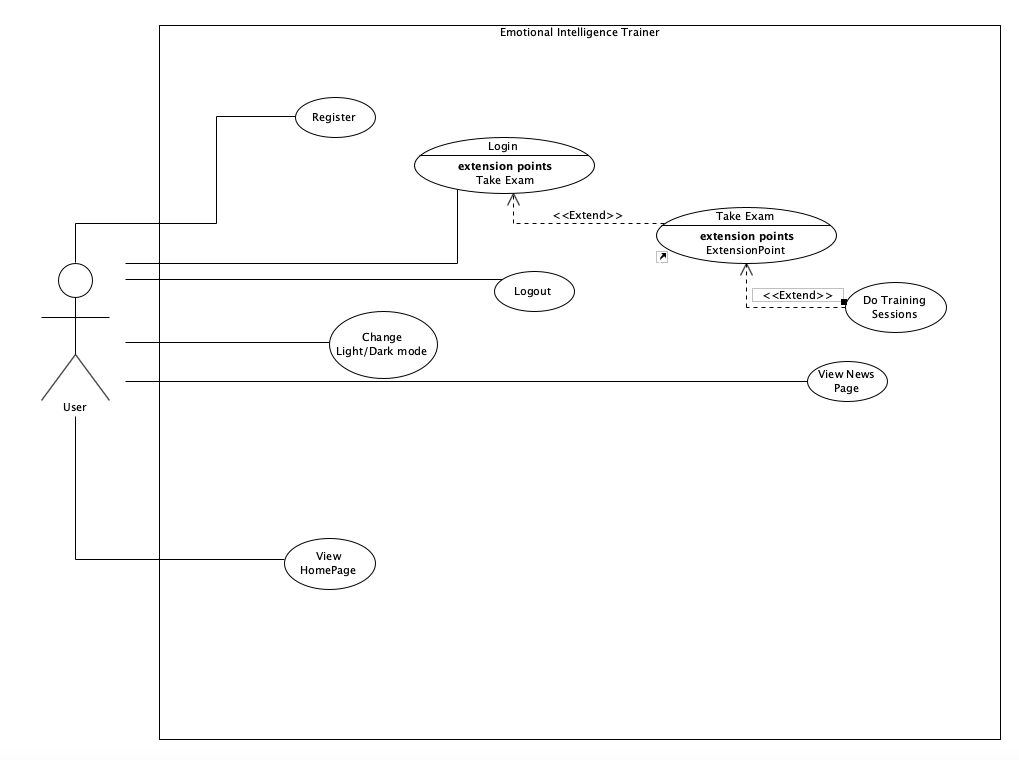 Emotional Intelligence Trainer
Register
Login
extension points
Take Exam
<<Extend>>
Take Exam
extension points
ExtensionPoint
<<Extend>>
Do Training
Sessions
Logout
Change
Light/Dark mode
View News
Page
User
View
HomePage